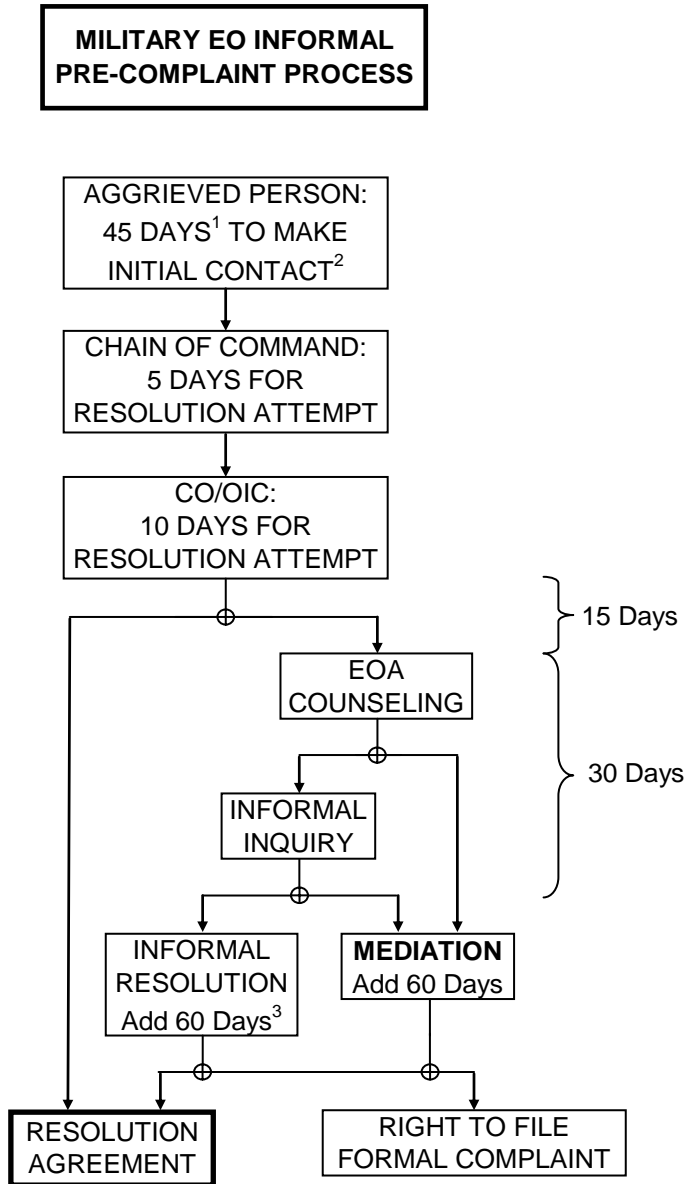 MILITARY EO INFORMAL
PRE-COMPLAINT PROCESS
AGGRIEVED PERSON:
45 DAYS¹ TO MAKE
INITIAL CONTACT²
CHAIN OF COMMAND:
5 DAYS FOR
RESOLUTION ATTEMPT
CO/OIC:
10 DAYS FOR
RESOLUTION ATTEMPT
15 Days
EOA
COUNSELING
30 Days
INFORMAL
INQUIRY
INFORMAL
RESOLUTION
Add 60 Days³
MEDIATION
Add 60 Days
RESOLUTION
AGREEMENT
RIGHT TO FILE
FORMAL COMPLAINT